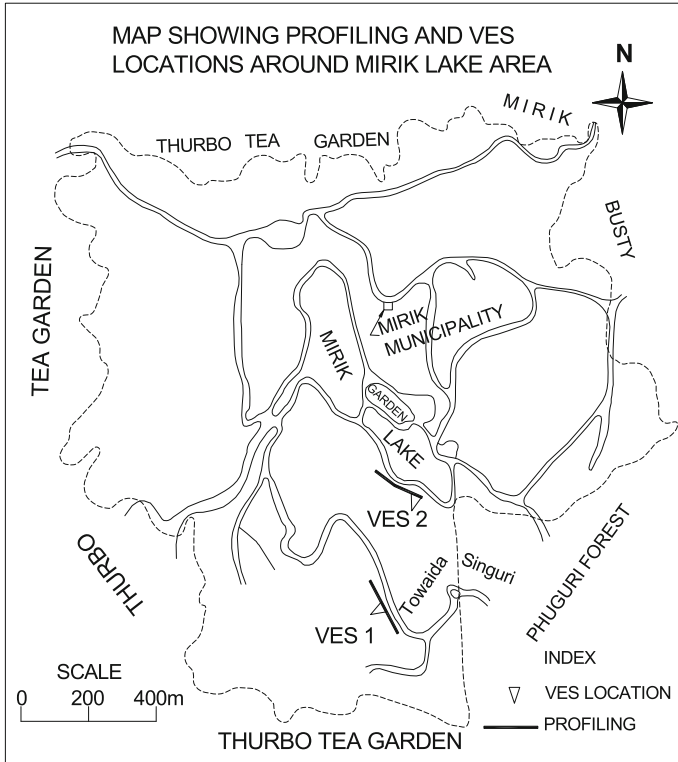 MAP SHOWING PROFILING AND VES
LOCATIONS AROUND MIRIK LAKE AREA
N
MIRIK
THURBO TEA GARDEN
BUSTY
TEA GARDEN
MIRIK
MUNICIPALITY
MIRIK
GARDEN
LAKE
VES 2
THURBO
Towaida
Singuri
PHUGURI FOREST
VES 1
INDEX
SCALE
0 200 400m
VES LOCATION
PROFILING
THURBO TEA GARDEN